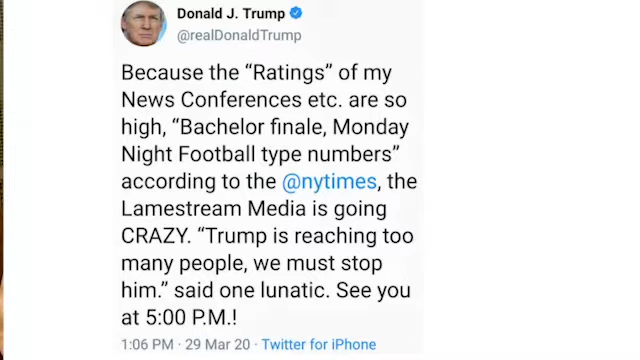 Donald J. Trump
@realDonaldTrump
Because the “Ratings” of my
News Conferences etc. are so
high, “Bachelor finale, Monday
Night Football type numbers”
according to the @nytimes, the
Lamestream Media is going
CRAZY. “Trump is reaching too
many people, we must stop
him.” said one lunatic. See you
at 5:00 P.M.!
1:06 PM · 29 Mar 20 · Twitter for iPhone